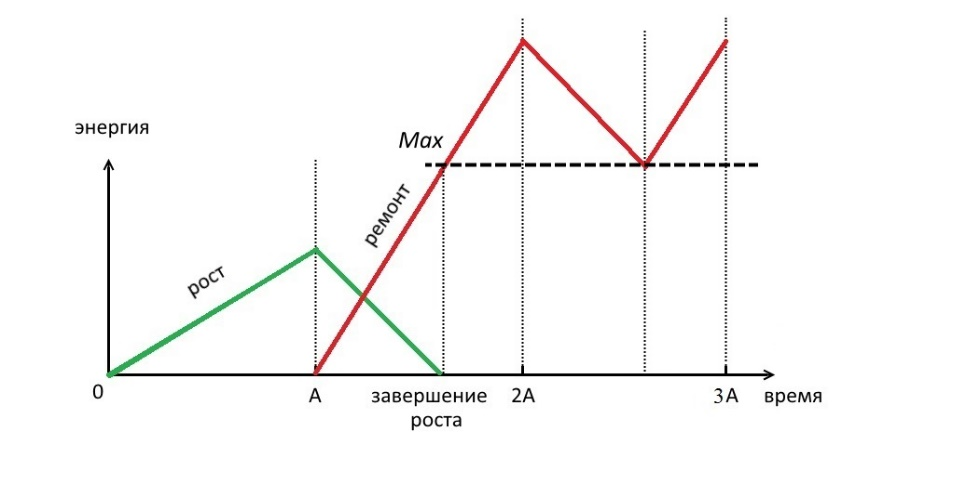 энергия
Max
ремонт
рост
0
A
завершение
роста
2A
3A
время